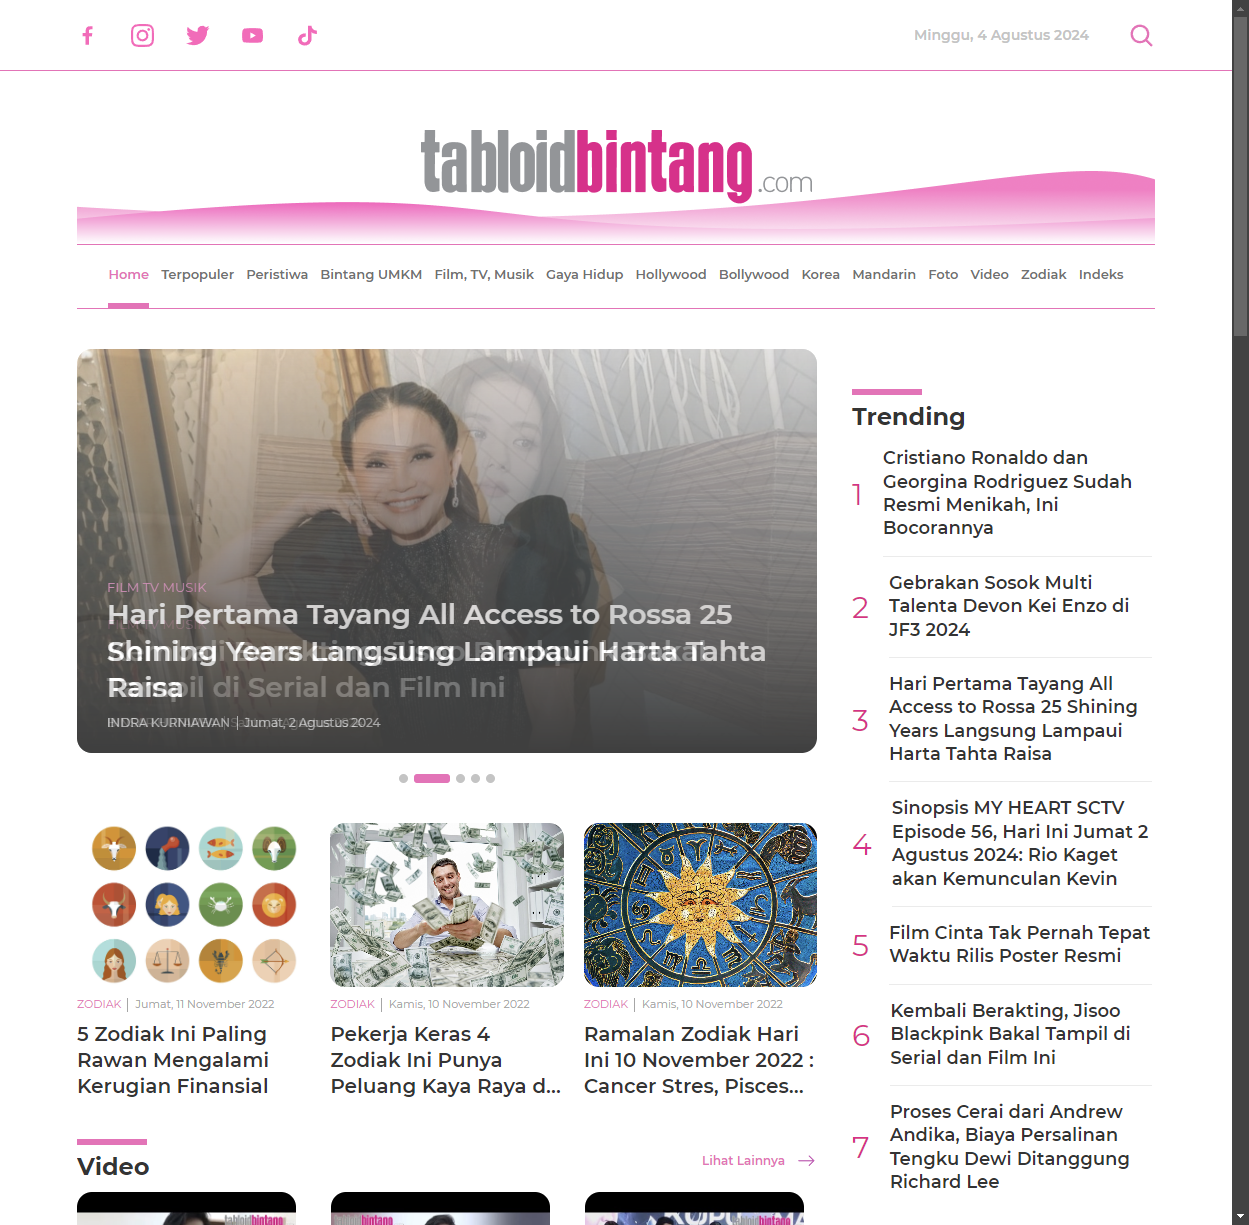 Minggu, 4 Agustus 2024
tabloidbintang.com
Home Terpopuler Peristiwa Bintang UMKM Film, TV, Musik Gaya Hidup Hollywood Bollywood Korea Mandarin Foto Video Zodiak Indeks
FILM TV MUSIK
Hari Pertama Tayang All Access to Rossa 25
Shining Years Langsung Lampaui Harta Tahta
Raisa
INDRA KURNIAWAN | Jumat, 2 Agustus 2024
Trending
1
Cristiano Ronaldo dan
Georgina Rodriguez Sudah
Resmi Menikah, Ini
Bocorannya
2
Gebrakan Sosok Multi
Talenta Devon Kei Enzo di
JF3 2024
3
Hari Pertama Tayang All
Access to Rossa 25 Shining
Years Langsung Lampaui
Harta Tahta Raisa
4
Sinopsis MY HEART SCTV
Episode 56, Hari Ini Jumat 2
Agustus 2024: Rio Kaget
akan Kemunculan Kevin
5
Film Cinta Tak Pernah Tepat
Waktu Rilis Poster Resmi
6
Kembali Berakting, Jisoo
Blackpink Bakal Tampil di
Serial dan Film Ini
7
Proses Cerai dari Andrew
Andika, Biaya Persalinan
Tengku Dewi Ditanggung
Richard Lee
ZODIAK | Jumat, 11 November 2022
5 Zodiak Ini Paling
Rawan Mengalami
Kerugian Finansial
ZODIAK | Kamis, 10 November 2022
Pekerja Keras 4
Zodiak Ini Punya
Peluang Kaya Raya d...
ZODIAK | Kamis, 10 November 2022
Ramalan Zodiak Hari
Ini 10 November 2022 :
Cancer Stres, Pisces...
Video
Lihat Lainnya
tabloidbintang
tabloidbintang
tabloidbintang